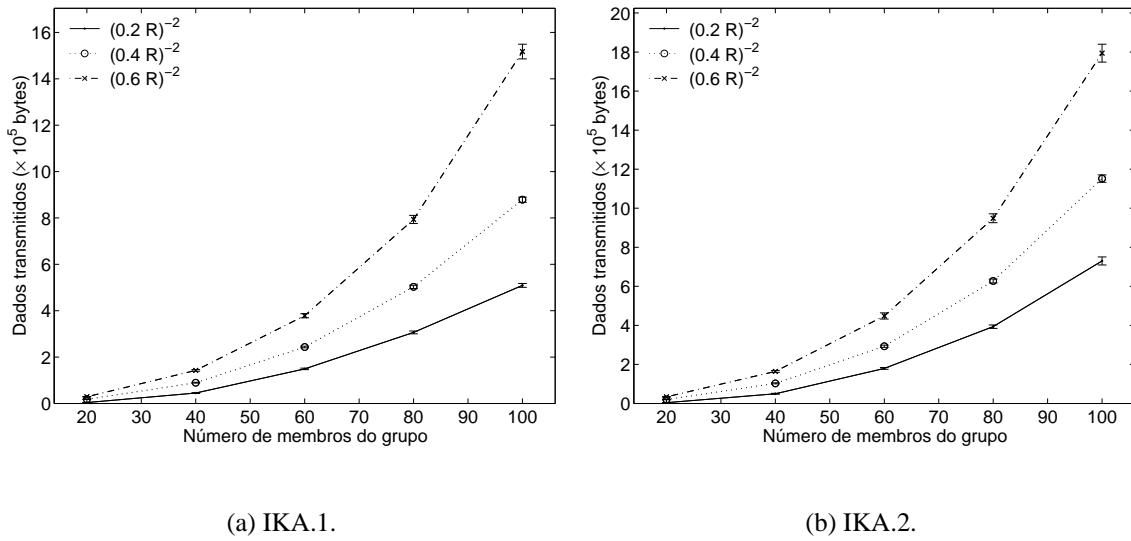 16
14
12
10
8
6
4
2
0
Dados transmitidos (× 10⁵ bytes)
(0.2 R)⁻²
(0.4 R)⁻²
(0.6 R)⁻²
20 30 40 50 60 70 80 90 100
Número de membros do grupo
(a) IKA.1.
20
18
16
14
12
10
8
6
4
2
0
Dados transmitidos (× 10⁵ bytes)
(0.2 R)⁻²
(0.4 R)⁻²
(0.6 R)⁻²
20 30 40 50 60 70 80 90 100
Número de membros do grupo
(b) IKA.2.